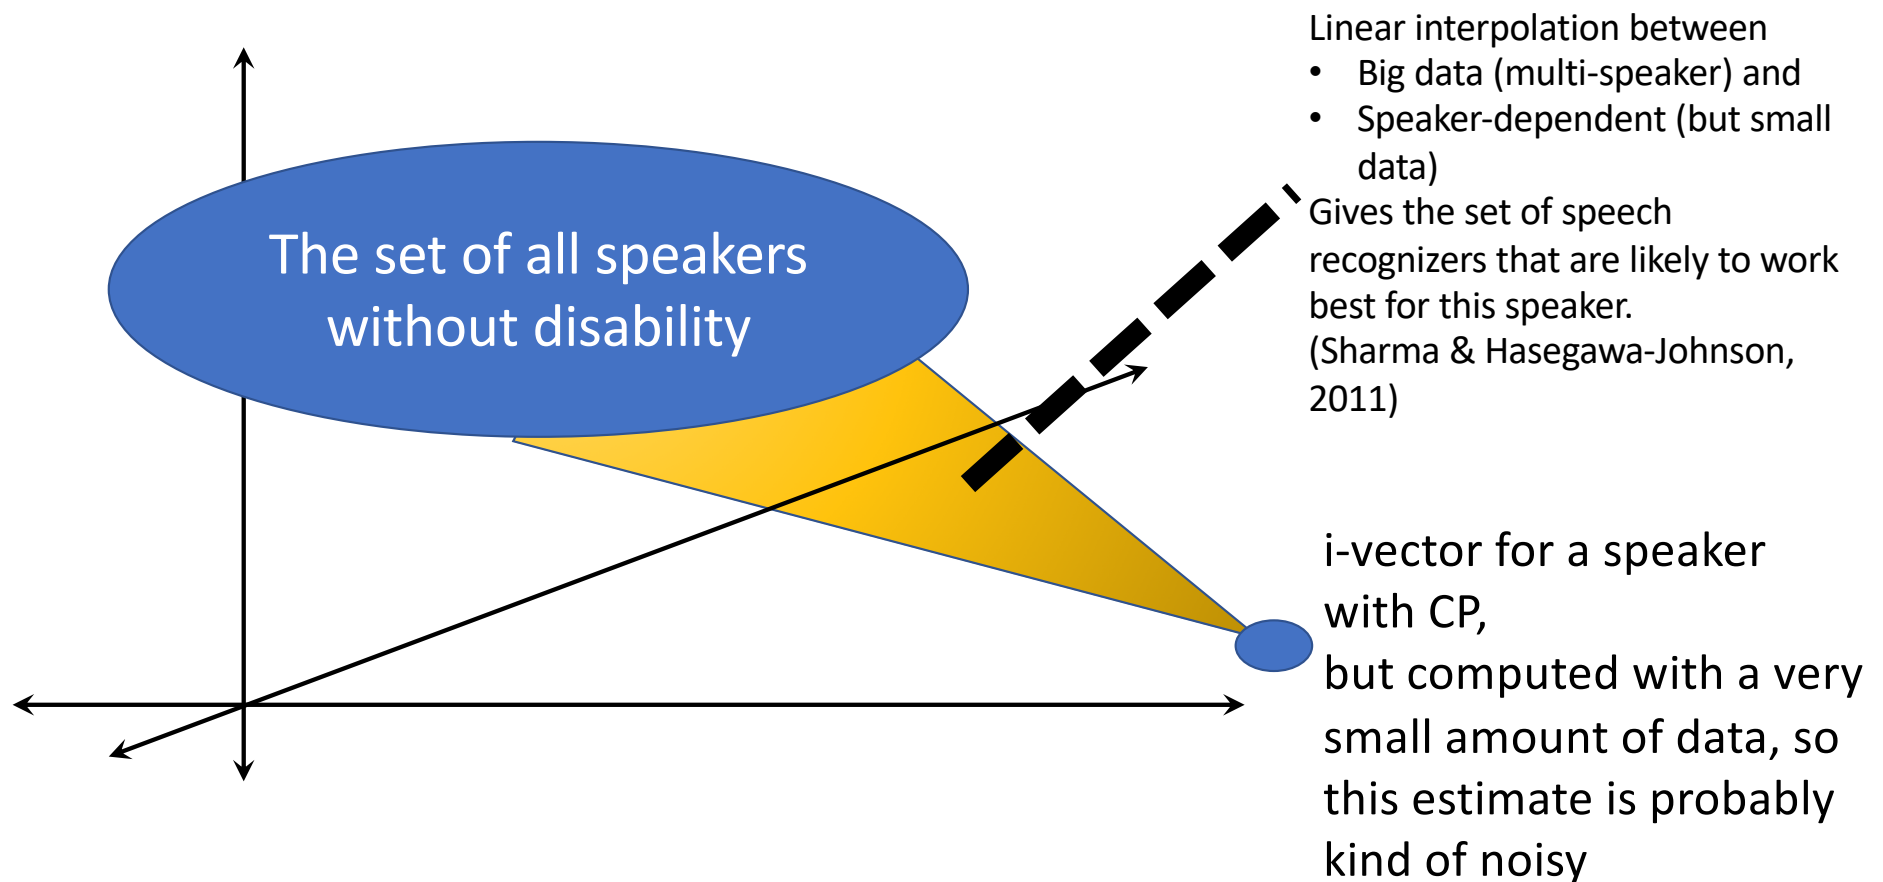 Linear interpolation between
• Big data (multi-speaker) and
• Speaker-dependent (but small
data)
Gives the set of speech
recognizers that are likely to work
best for this speaker.
(Sharma & Hasegawa-Johnson,
2011)
The set of all speakers
without disability
i-vector for a speaker
with CP,
but computed with a very
small amount of data, so
this estimate is probably
kind of noisy